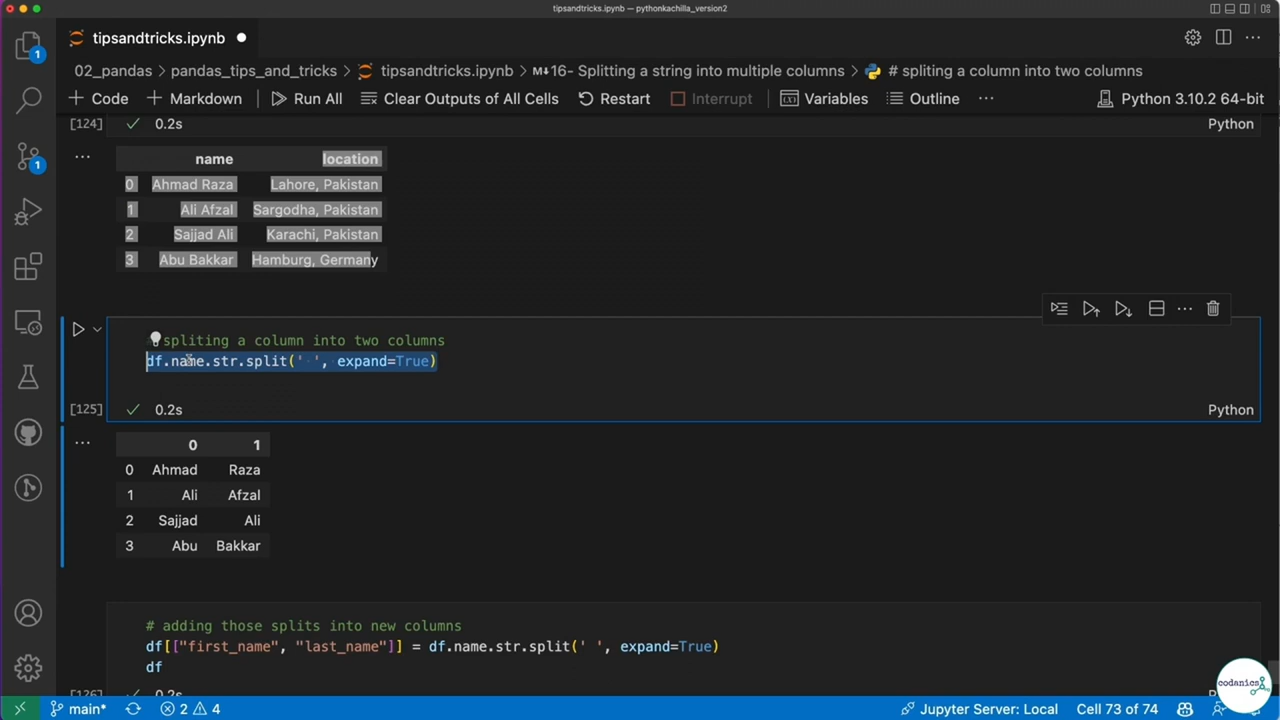 tipsandtricks.ipynb — pythonkachilla_version2
tipsandtricks.ipynb
1
02_pandas > pandas_tips_and_tricks > tipsandtricks.ipynb > M↓16- Splitting a string into multiple columns > # spliting a column into two columns
+ Code + Markdown Run All Clear Outputs of All Cells Restart Interrupt Variables Outline ... Python 3.10.2 64-bit
[124] ✓ 0.2s Python
1
name location
0 Ahmad Raza Lahore, Pakistan
1 Ali Afzal Sargodha, Pakistan
2 Sajjad Ali Karachi, Pakistan
3 Abu Bakkar Hamburg, Germany
spliting a column into two columns
df.name.str.split(' ', expand=True)
[125] ✓ 0.2s Python
0 1
0 Ahmad Raza
1 Ali Afzal
2 Sajjad Ali
3 Abu Bakkar
# adding those splits into new columns
df[["first_name", "last_name"]] = df.name.str.split(' ', expand=True)
df
[126] ✓ 0.2s
codanics
main* 2 4 Jupyter Server: Local Cell 73 of 74